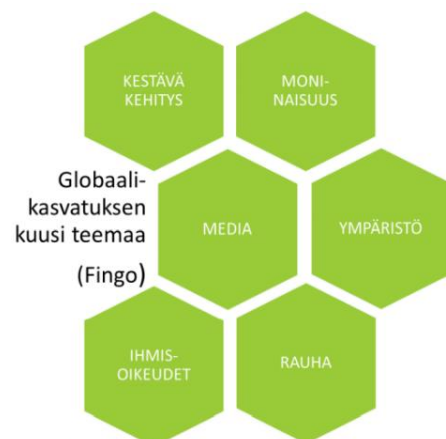 KESTÄVÄ
KEHITYS
MONI-
NAISUUS
Globaali-
kasvatuksen
kuusi teemaa
(Fingo)
MEDIA
YMPÄRISTÖ
IHMIS-
OIKEUDET
RAUHA